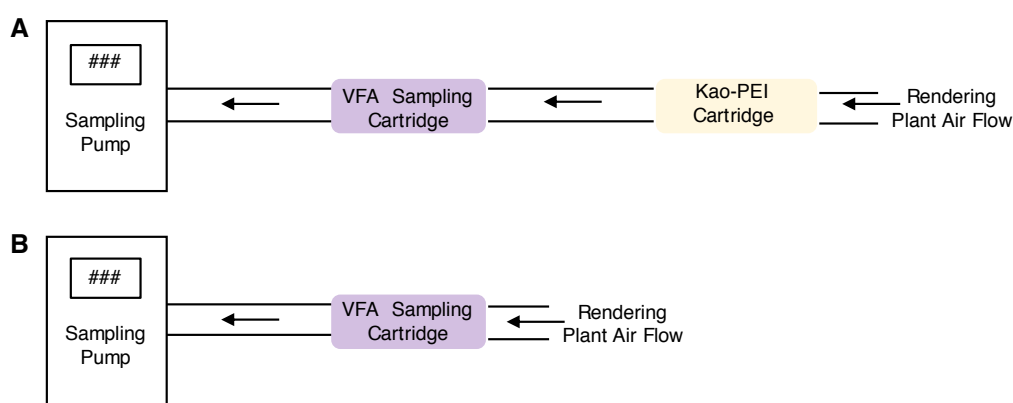 A
###
Sampling
Pump
VFA Sampling
Cartridge
Kao-PEI
Cartridge
Rendering
Plant Air Flow
B
###
Sampling
Pump
VFA Sampling
Cartridge
Rendering
Plant Air Flow